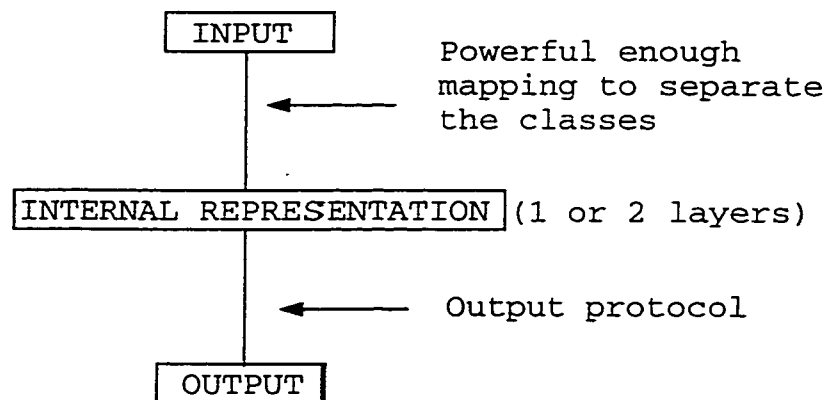 INPUT
Powerful enough
mapping to separate
the classes
INTERNAL REPRESENTATION (1 or 2 layers)
Output protocol
OUTPUT